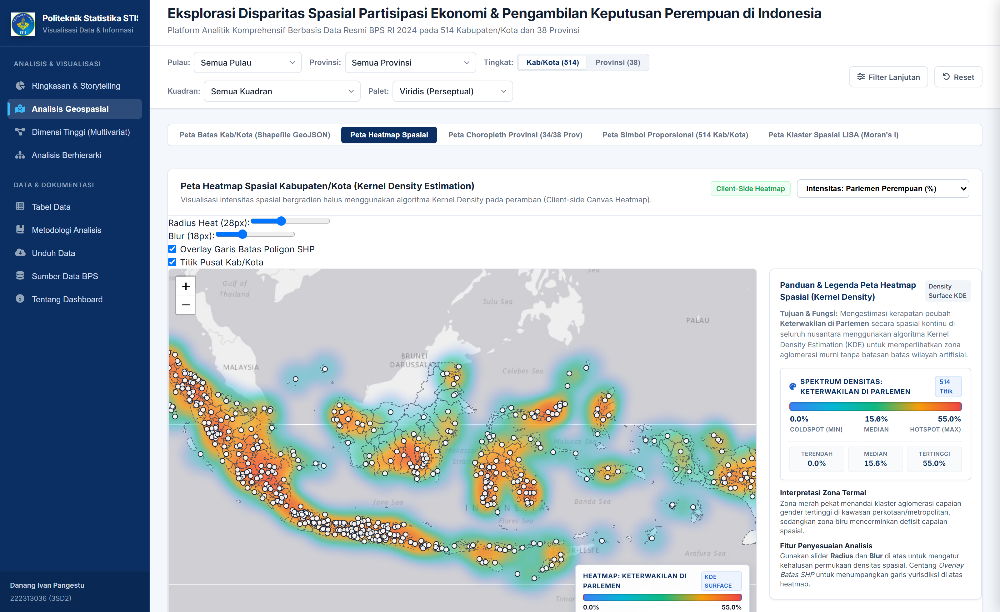 Politeknik Statistika STIS
Visualisasi Data & Informasi
ANALISIS & VISUALISASI
Ringkasan & Storytelling
Analisis Geospasial
Dimensi Tinggi (Multivariat)
Analisis Berhierarki
DATA & DOKUMENTASI
Tabel Data
Metodologi Analisis
Unduh Data
Sumber Data BPS
Tentang Dashboard
Danang Ivan Pangestu
222313036 (3SD2)
Eksplorasi Disparitas Spasial Partisipasi Ekonomi & Pengambilan Keputusan Perempuan di Indonesia
Platform Analitik Komprehensif Berbasis Data Resmi BPS RI 2024 pada 514 Kabupaten/Kota dan 38 Provinsi
Pulau: Semua Pulau Provinsi: Semua Provinsi Tingkat: Kab/Kota (514) Provinsi (38)
Kuadran: Semua Kuadran Palet: Viridis (Perseptual)
Filter Lanjutan Reset
Peta Batas Kab/Kota (Shapefile GeoJSON) Peta Heatmap Spasial Peta Choropleth Provinsi (34/38 Prov) Peta Simbol Proporsional (514 Kab/Kota) Peta Klaster Spasial LISA (Moran's I)
Peta Heatmap Spasial Kabupaten/Kota (Kernel Density Estimation)
Visualisasi intensitas spasial bergradien halus menggunakan algoritma Kernel Density pada peramban (Client-side Canvas Heatmap).
Client-Side Heatmap
Intensitas: Parlemen Perempuan (%)
Radius Heat (28px):
Blur (18px):
Overlay Garis Batas Poligon SHP
Titik Pusat Kab/Kota
+
−
Sea
Gulf of
Thailand
Sulu Sea
PALAU
BRUNEI
DARUSSALAM
MALAYSIA
Celebes Sea
Molucca Sea
Makassar
Strait
Java Sea
Banda Sea
INDONESIA
Flores Sea
TIMOR-LESTE
Arafura Sea
Timor
HEATMAP: KETERWAKILAN DI
PARLEMEN
KDE
SURFACE
0.0% 55.0%
Panduan & Legenda Peta Heatmap
Spasial (Kernel Density)
Density
Surface KDE
Tujuan & Fungsi: Mengestimasi kerapatan peubah
Keterwakilan di Parlemen secara spasial kontinu di
seluruh nusantara menggunakan algoritma Kernel
Density Estimation (KDE) untuk memperlihatkan zona
aglomerasi murni tanpa batasan batas wilayah artifisial.
SPEKTRUM DENSITAS:
KETERWAKILAN DI PARLEMEN
514
Titik
0.0% 15.6% 55.0%
COLDSPOT (MIN) MEDIAN HOTSPOT (MAX)
TERENDAH MEDIAN TERTINGGI
0.0% 15.6% 55.0%
Interpretasi Zona Termal
Zona merah pekat menandai klaster aglomerasi capaian
gender tertinggi di kawasan perkotaan/metropolitan,
sedangkan zona biru mencerminkan defisit capaian
spasial.
Fitur Penyesuaian Analisis
Gunakan slider Radius dan Blur di atas untuk mengatur
kehalusan permukaan densitas spasial. Centang Overlay
Batas SHP untuk menumpangkan garis yurisdiksi di atas
heatmap.